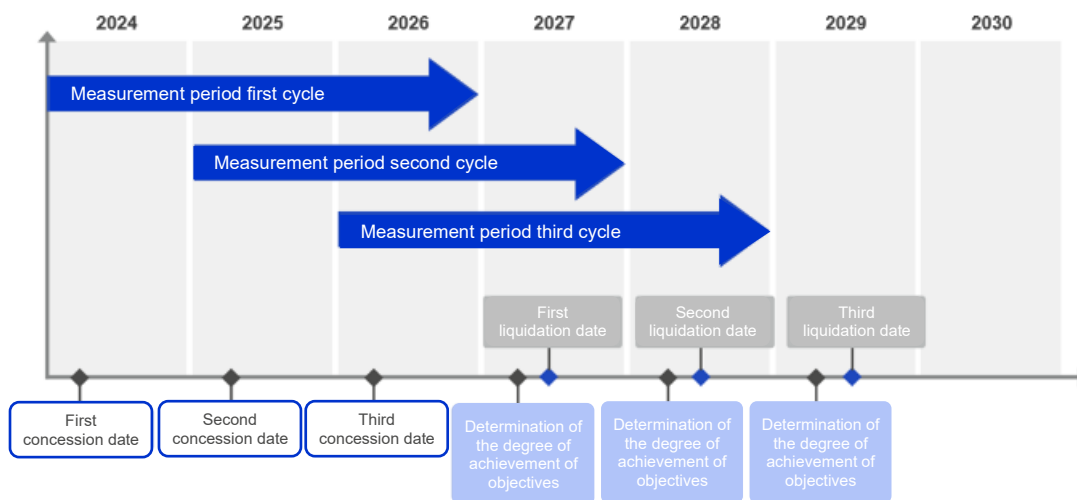 2024 2025 2026 2027 2028 2029 2030
Measurement period first cycle
Measurement period second cycle
Measurement period third cycle
First
liquidation date
Second
liquidation date
Third
liquidation date
First
concession date
Second
concession date
Third
concession date
Determination of
the degree of
achievement of
objectives
Determination of
the degree of
achievement of
objectives
Determination of
the degree of
achievement of
objectives